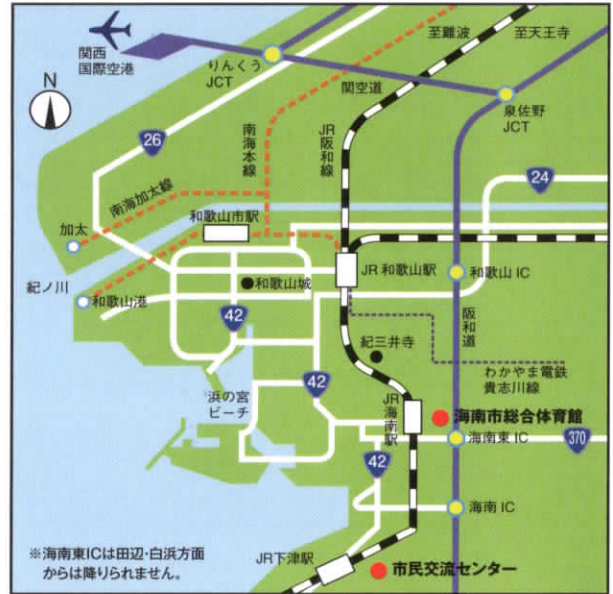 関西
国際空港
りんくう
JCT
至難波
至天王寺
関空道
泉佐野
JCT
N
26
南海本線
JR阪和線
24
南海加太線
加太
和歌山市駅
紀ノ川
和歌山港
和歌山城
JR 和歌山駅
和歌山 IC
42
阪和道
紀三井寺
わかやま電鉄
貴志川線
浜の宮
ビーチ
42
JR海南駅
海南市総合体育館
海南東 IC
370
42
海南 IC
※海南東ICは田辺・白浜方面
からは降りられません。
JR下津駅
市民交流センター